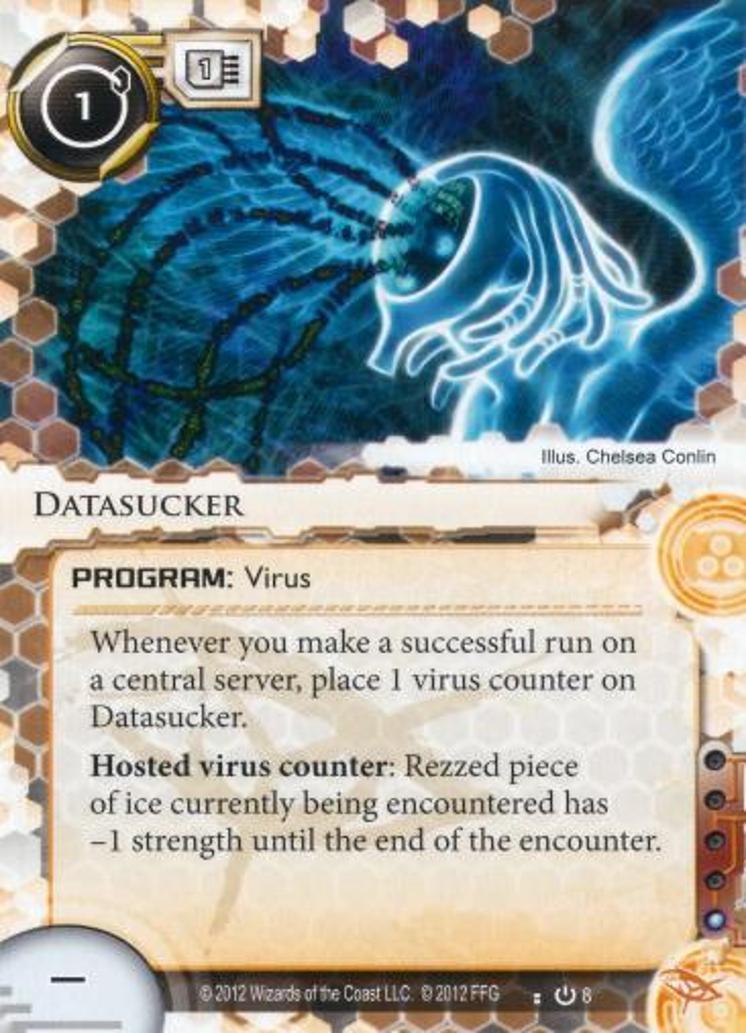 1
1
Illus. Chelsea Conlin
DATASUCKER
PROGRAM: Virus
Whenever you make a successful run on
a central server, place 1 virus counter on
Datasucker.
Hosted virus counter: Rezzed piece
of ice currently being encountered has
–1 strength until the end of the encounter.
–
© 2012 Wizards of the Coast LLC. © 2012 FFG 8